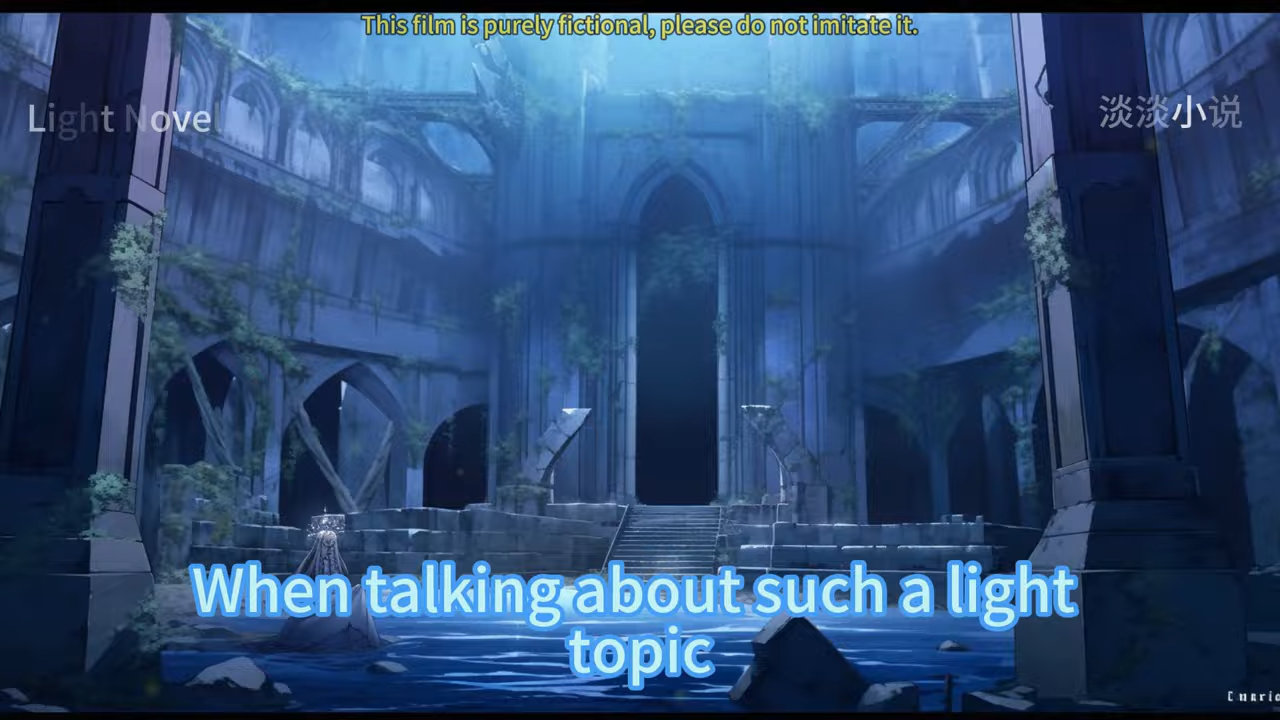 This film is purely fictional, please do not imitate it.
Light Novel
淡淡小说
When talking about such a light
topic